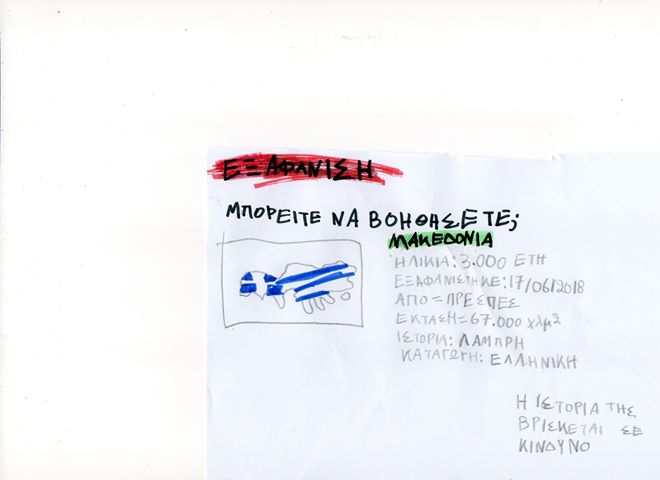 ΕΞΑΦΑΝΙΣΗ
ΜΠΟΡΕΙΤΕ ΝΑ ΒΟΗΘΗΣΕΤΕ;
ΜΑΚΕΔΟΝΙΑ
ΗΛΙΚΙΑ: 3.000 ΕΤΗ
ΕΞΑΦΑΝΙΣΤΗΚΕ: 17/06/2018
ΑΠΟ = ΠΡΕΣΠΕΣ
ΕΚΤΑΣΗ = 67.000 χλμ²
ΙΣΤΟΡΙΑ: ΛΑΜΠΡΗ
ΚΑΤΑΓΩΓΗ: ΕΛΛΗΝΙΚΗ
Η ΙΣΤΟΡΙΑ ΤΗΣ
ΒΡΙΣΚΕΤΑΙ ΣΕ
ΚΙΝΔΥΝΟ